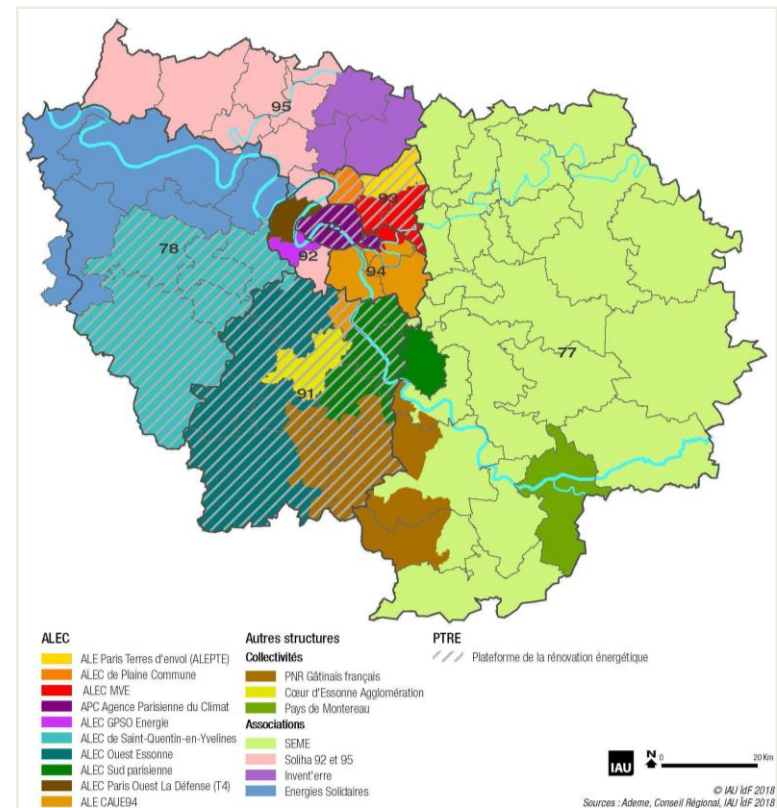 95
93
78
92
94
77
91
ALEC
ALE Paris Terres d'envol (ALEPTE)
ALEC de Plaine Commune
ALEC MVE
APC Agence Parisienne du Climat
ALEC GPSO Energie
ALEC de Saint-Quentin-en-Yvelines
ALEC Ouest Essonne
ALEC Sud parisienne
ALEC Paris Ouest La Défense (T4)
ALE CAUE94
Autres structures
Collectivités
PNR Gâtinais français
Cœur d'Essonne Agglomération
Pays de Montereau
Associations
SEME
Soliha 92 et 95
Invent'erre
Energies Solidaires
PTRE
Plateforme de la rénovation énergétique
IAU
N
0
20 Km
© IAU îdF 2018
Sources : Ademe, Conseil Régional, IAU îdF 2018